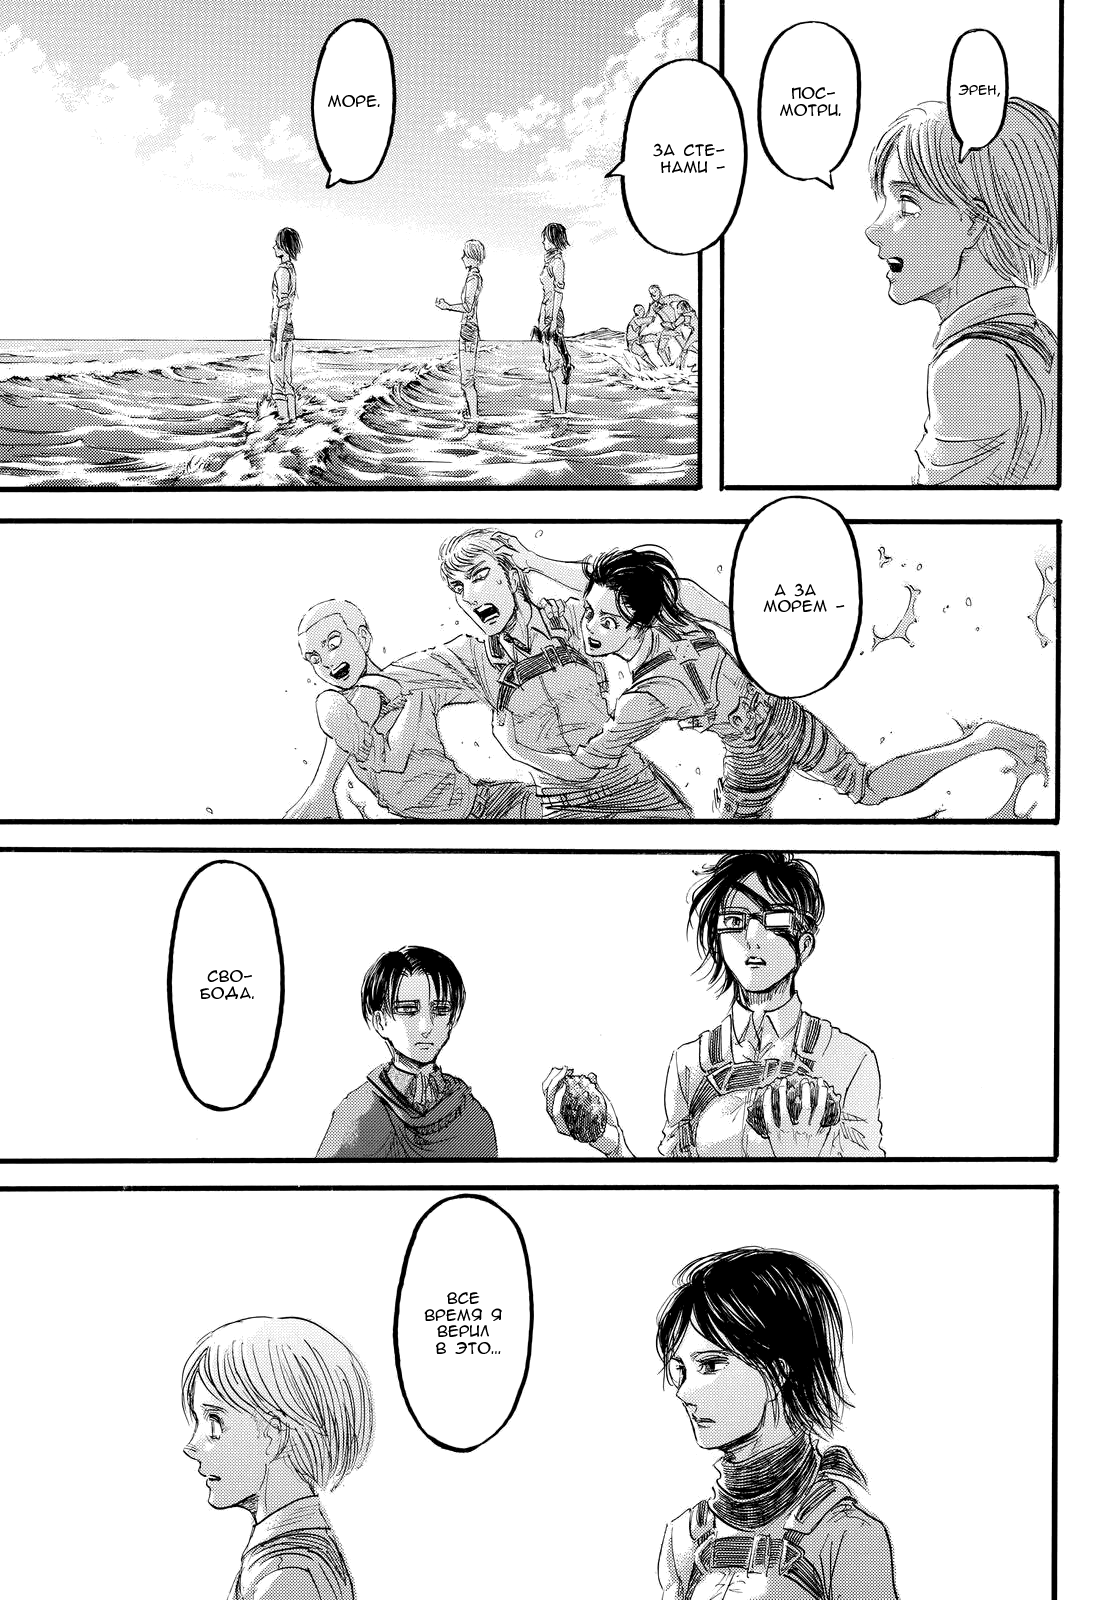 ЭРЕН,
ПОС-
МОТРИ.
ЗА СТЕ-
НАМИ -
МОРЕ.
А ЗА
МОРЕМ -
СВО-
БОДА.
ВСЕ
ВРЕМЯ Я
ВЕРИЛ
В ЭТО...